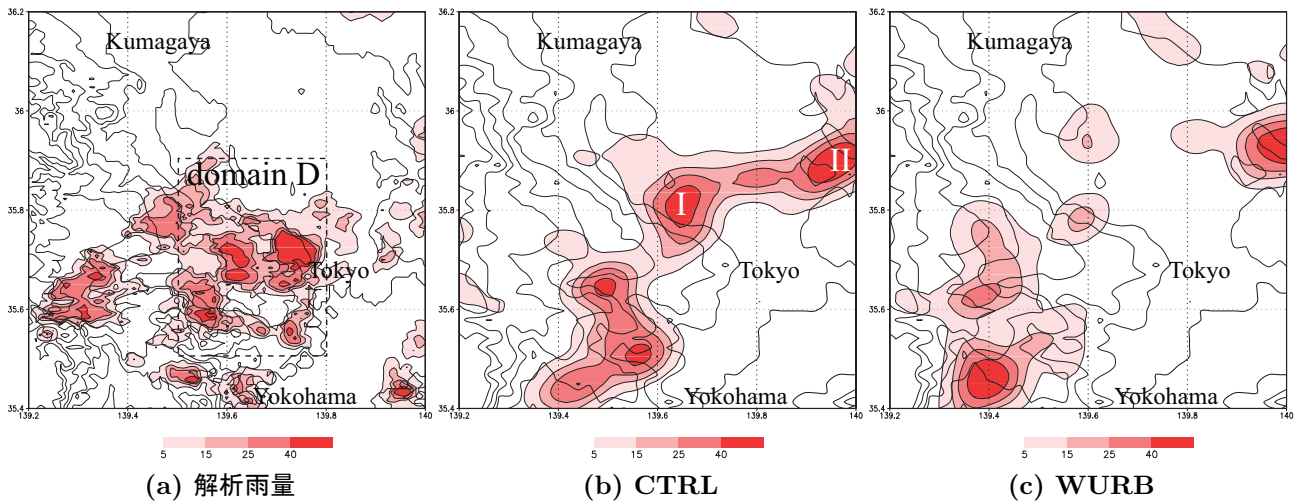 36.2
36
35.8
35.6
35.4
139.2
139.4
139.6
139.8
140
Kumagaya
domain D
Tokyo
Yokohama
5
15
25
40
(a) 解析雨量
36.2
36
35.8
35.6
35.4
139.2
139.4
139.6
139.8
140
Kumagaya
I
II
Tokyo
Yokohama
5
15
25
40
(b) CTRL
36.2
36
35.8
35.6
35.4
139.2
139.4
139.6
139.8
140
Kumagaya
Tokyo
Yokohama
5
15
25
40
(c) WURB